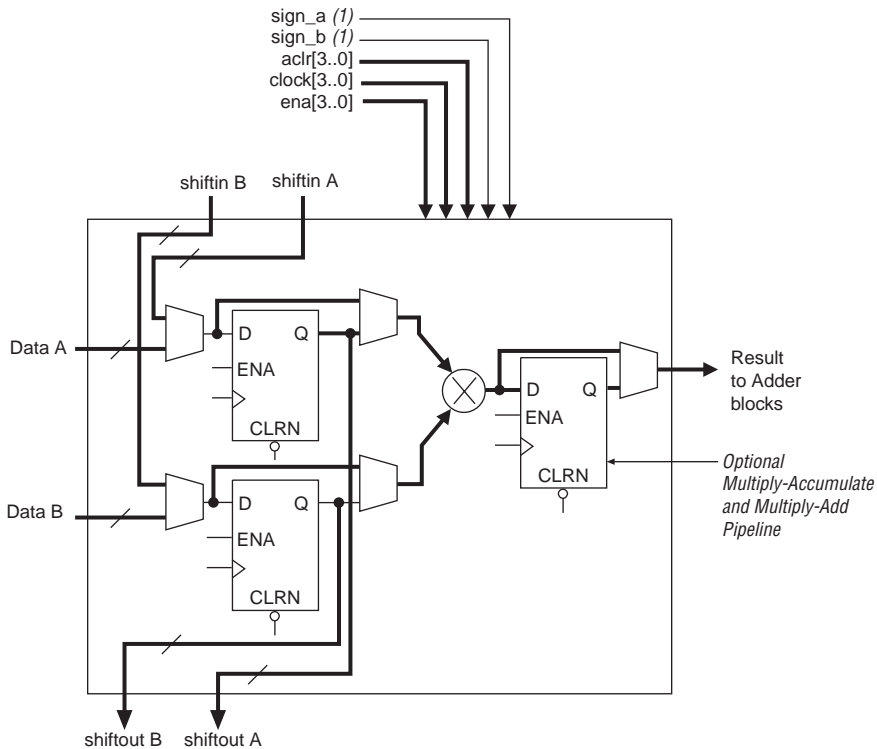 sign_a (1)
sign_b (1)
aclr[3..0]
clock[3..0]
ena[3..0]
shiftin B
shiftin A
Data A
D
Q
ENA
CLRN
Data B
D
Q
ENA
CLRN
D
Q
ENA
CLRN
Result
to Adder
blocks
Optional
Multiply-Accumulate
and Multiply-Add
Pipeline
shiftout B
shiftout A